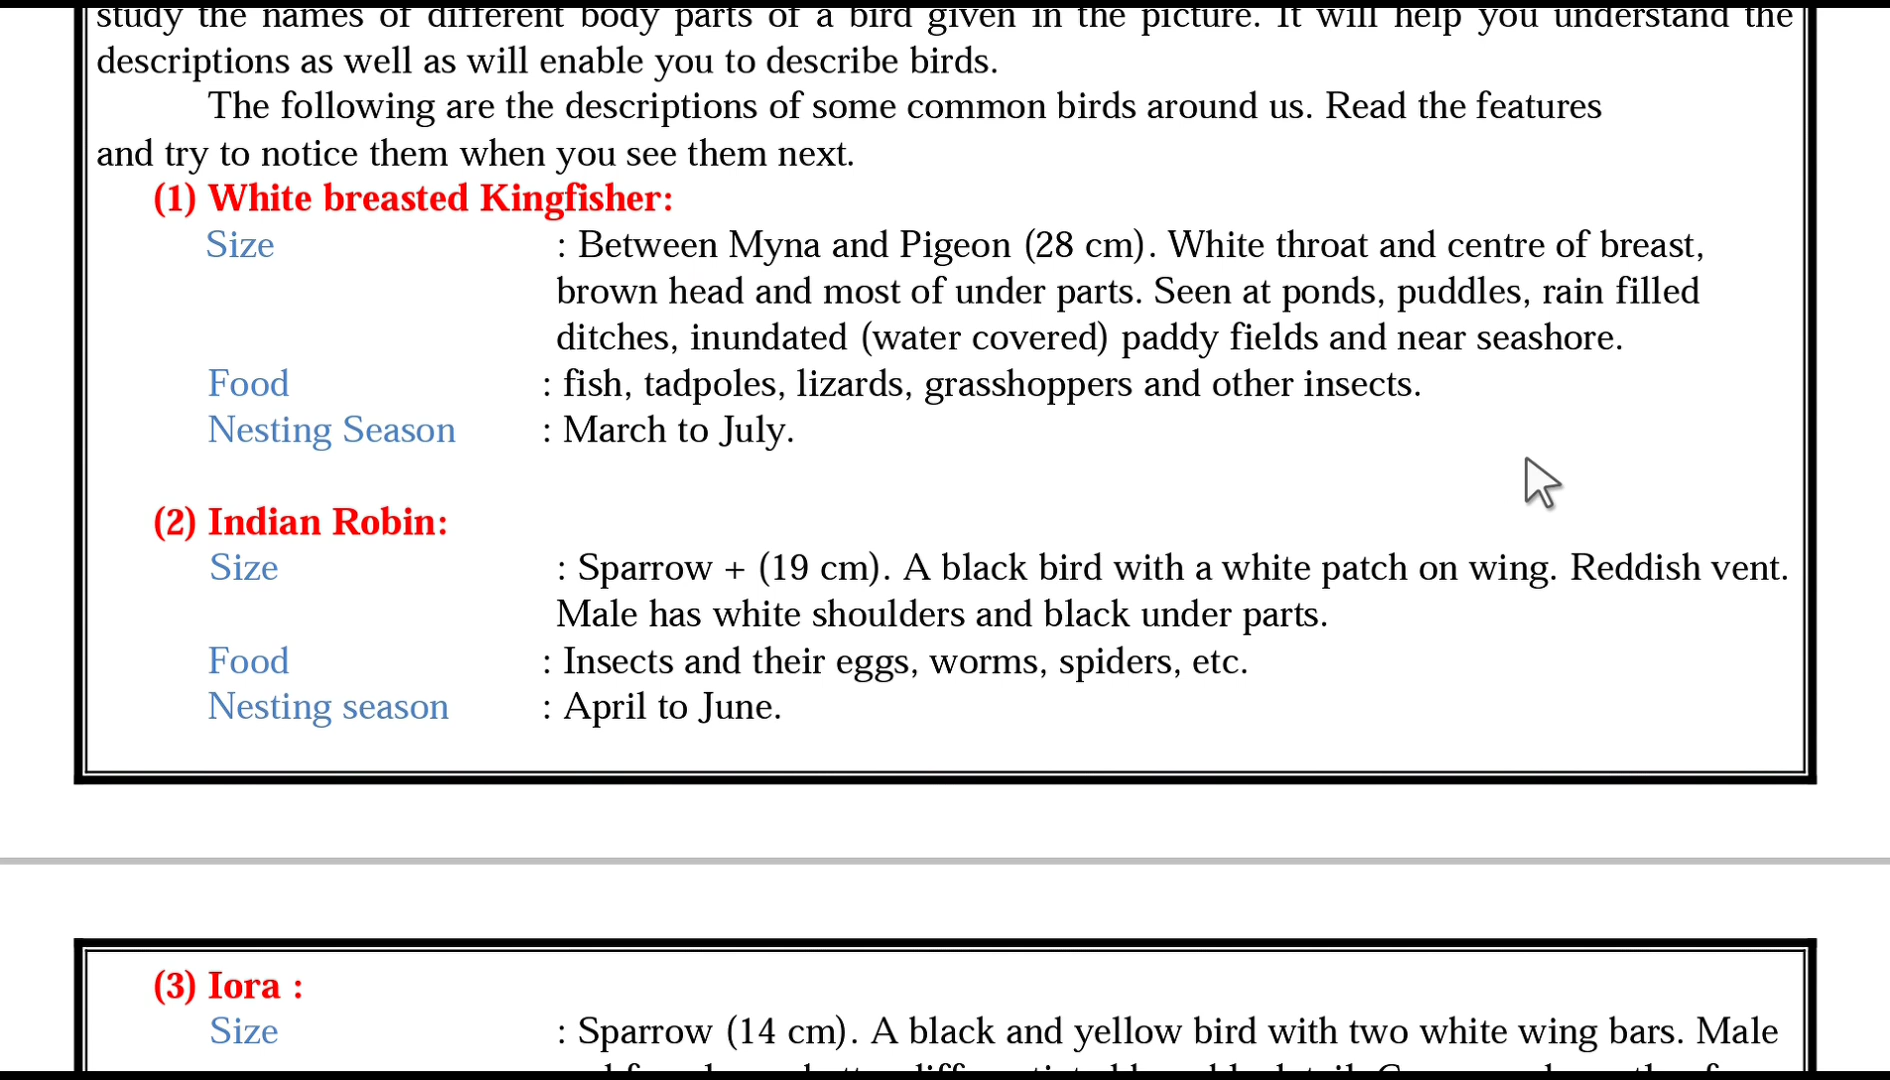 study the names of different body parts of a bird given in the picture. It will help you understand the
descriptions as well as will enable you to describe birds.
The following are the descriptions of some common birds around us. Read the features
and try to notice them when you see them next.
(1) White breasted Kingfisher:
Size : Between Myna and Pigeon (28 cm). White throat and centre of breast,
brown head and most of under parts. Seen at ponds, puddles, rain filled
ditches, inundated (water covered) paddy fields and near seashore.
Food : fish, tadpoles, lizards, grasshoppers and other insects.
Nesting Season : March to July.
(2) Indian Robin:
Size : Sparrow + (19 cm). A black bird with a white patch on wing. Reddish vent.
Male has white shoulders and black under parts.
Food : Insects and their eggs, worms, spiders, etc.
Nesting season : April to June.
(3) Iora :
Size : Sparrow (14 cm). A black and yellow bird with two white wing bars. Male